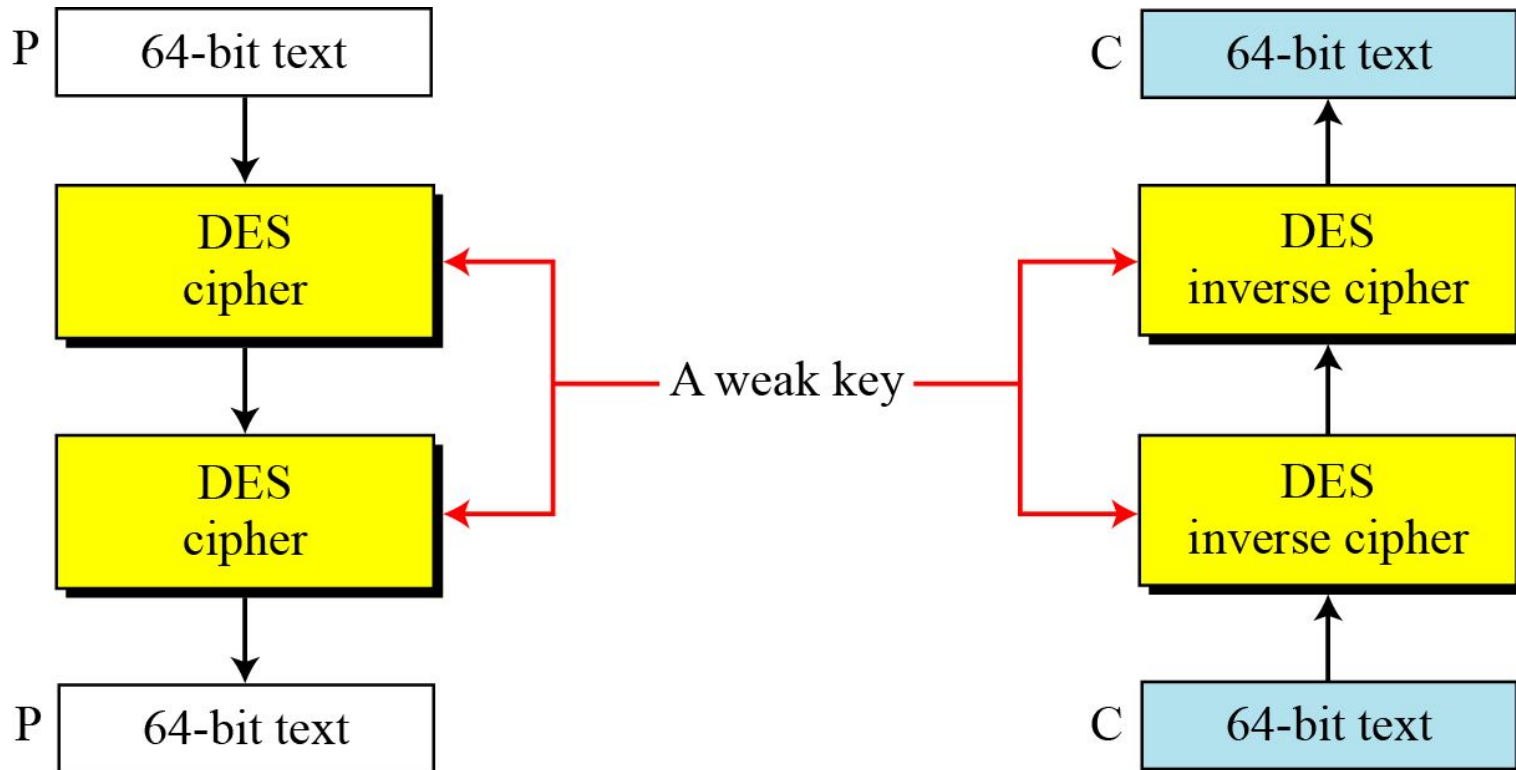 P
64-bit text
DES
cipher
DES
cipher
P
64-bit text
A weak key
C
64-bit text
DES
inverse cipher
DES
inverse cipher
C
64-bit text